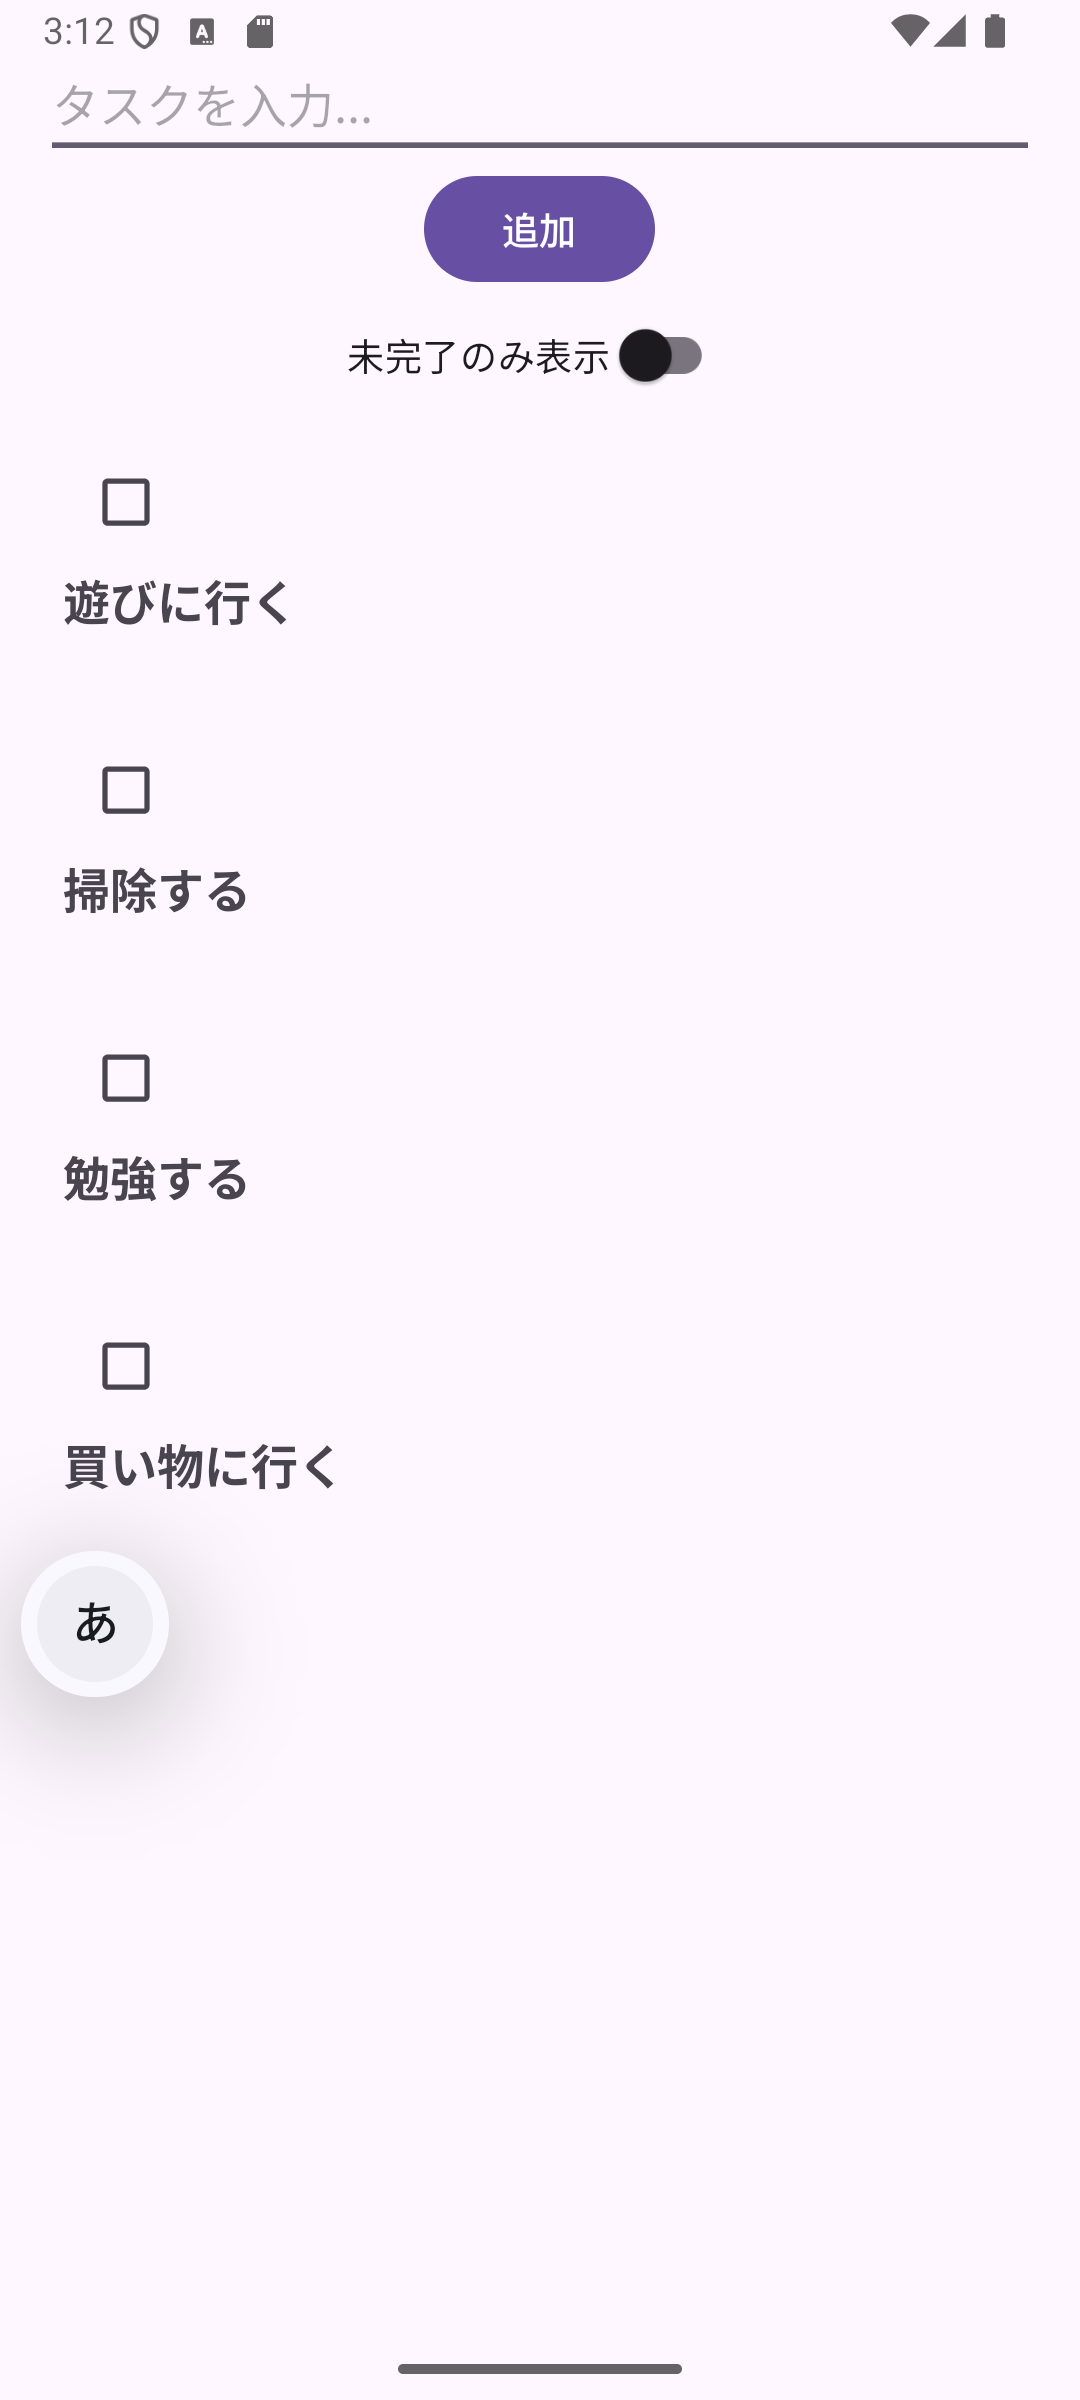 3:12
タスクを入力...
追加
未完了のみ表示
遊びに行く
掃除する
勉強する
買い物に行く
あ